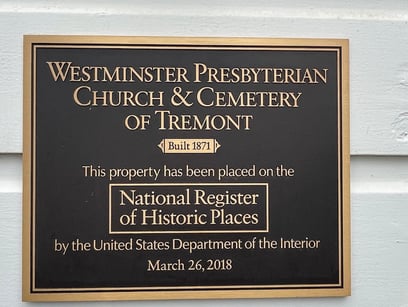 WESTMINSTER PRESBYTERIAN
CHURCH & CEMETERY
OF TREMONT
Built 1871
This property has been placed on the
National Register
of Historic Places
by the United States Department of the Interior
March 26, 2018